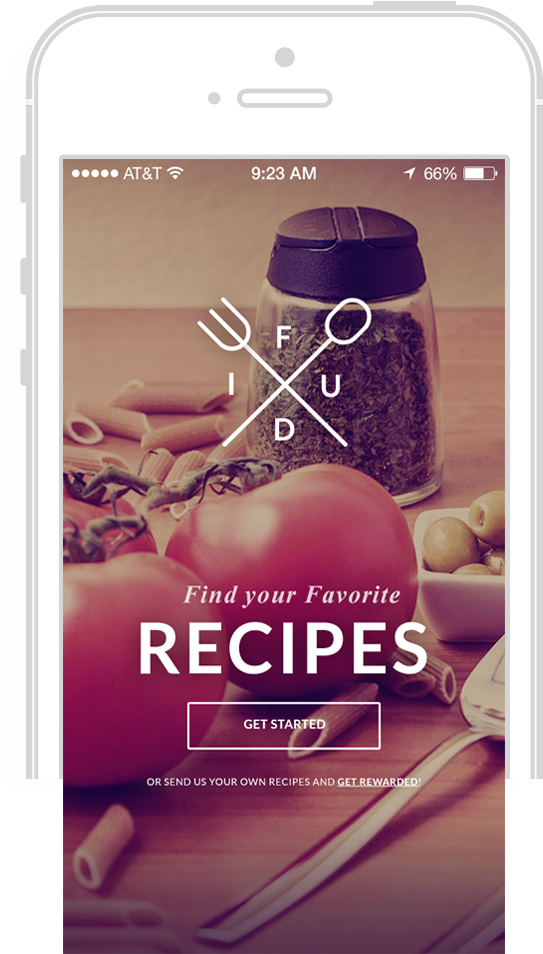 AT&T 9:23 AM 66%
F
I U
D
Find your Favorite
RECIPES
GET STARTED
OR SEND US YOUR OWN RECIPES AND GET REWARDED!